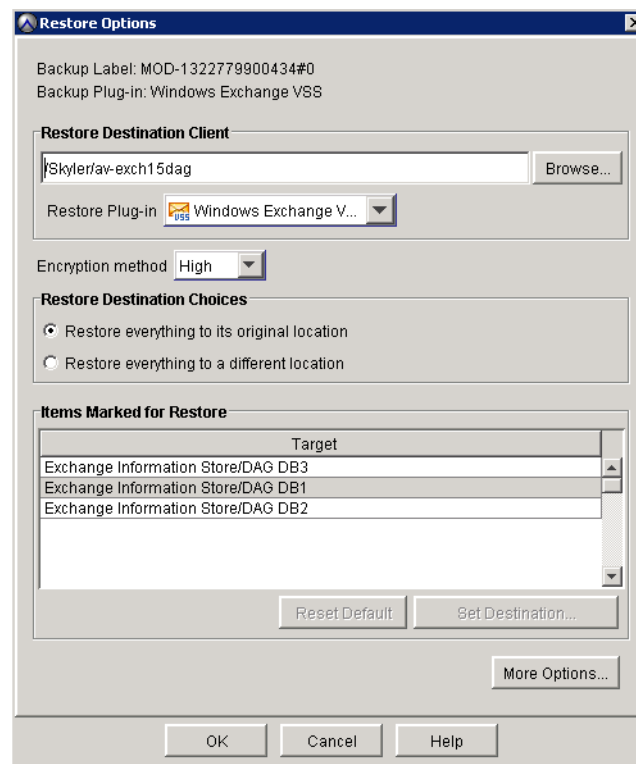 Restore Options
Backup Label: MOD-1322779900434#0
Backup Plug-in: Windows Exchange VSS
Restore Destination Client
/Skyler/av-exch15dag
Browse...
Restore Plug-in
VSS
Windows Exchange V...
Encryption method
High
Restore Destination Choices
Restore everything to its original location
Restore everything to a different location
Items Marked for Restore
Target
Exchange Information Store/DAG DB3
Exchange Information Store/DAG DB1
Exchange Information Store/DAG DB2
Reset Default
Set Destination...
More Options...
OK
Cancel
Help